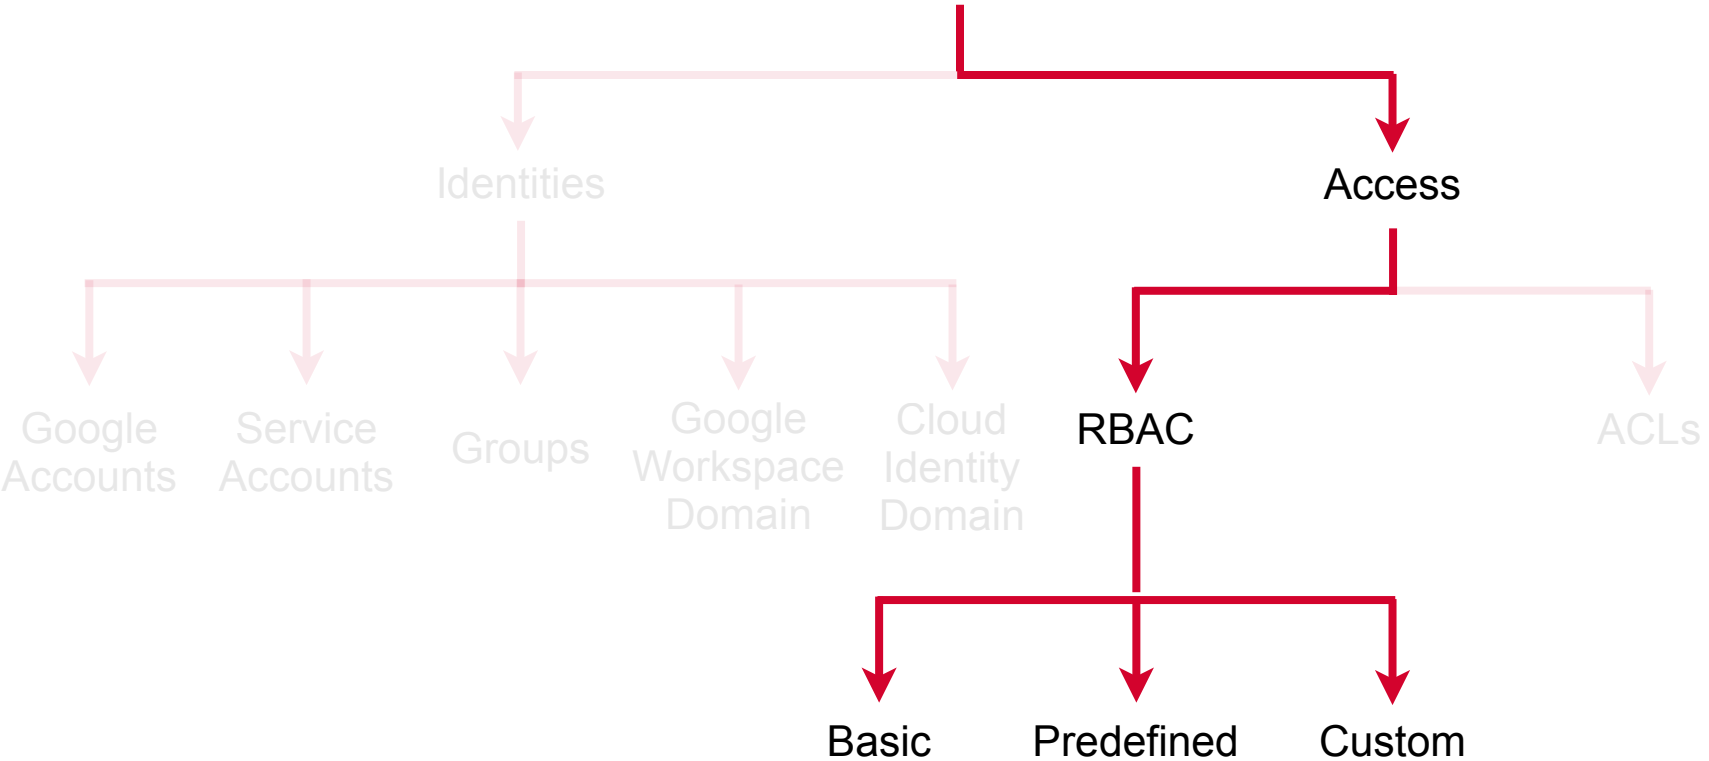 Identities
Access
Google
Accounts
Service
Accounts
Groups
Google
Workspace
Domain
Cloud
Identity
Domain
RBAC
ACLs
Basic
Predefined
Custom